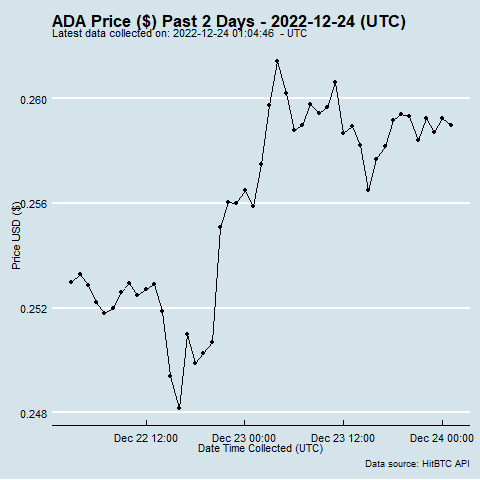 ADA Price ($) Past 2 Days - 2022-12-24 (UTC)
Latest data collected on: 2022-12-24 01:04:46  - UTC
0.260
0.256
0.252
0.248
Price USD ($)
Dec 22 12:00 Dec 23 00:00 Dec 23 12:00 Dec 24 00:00
Date Time Collected (UTC)
Data source: HitBTC API